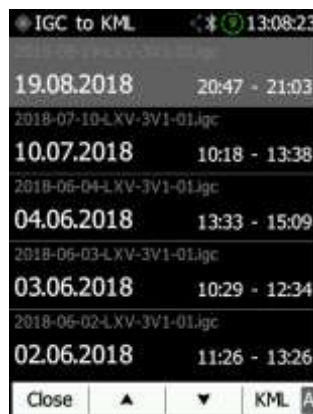 IGC to KML 9 13:08:23
19.08.2018 20:47 - 21:03
2018-07-10-LXV-3V1-01.igc
10.07.2018 10:18 - 13:38
2018-06-04-LXV-3V1-01.igc
04.06.2018 13:33 - 15:09
2018-06-03-LXV-3V1-01.igc
03.06.2018 10:29 - 12:34
2018-06-02-LXV-3V1-01.igc
02.06.2018 11:26 - 13:26
Close ▲ ▼ KML A